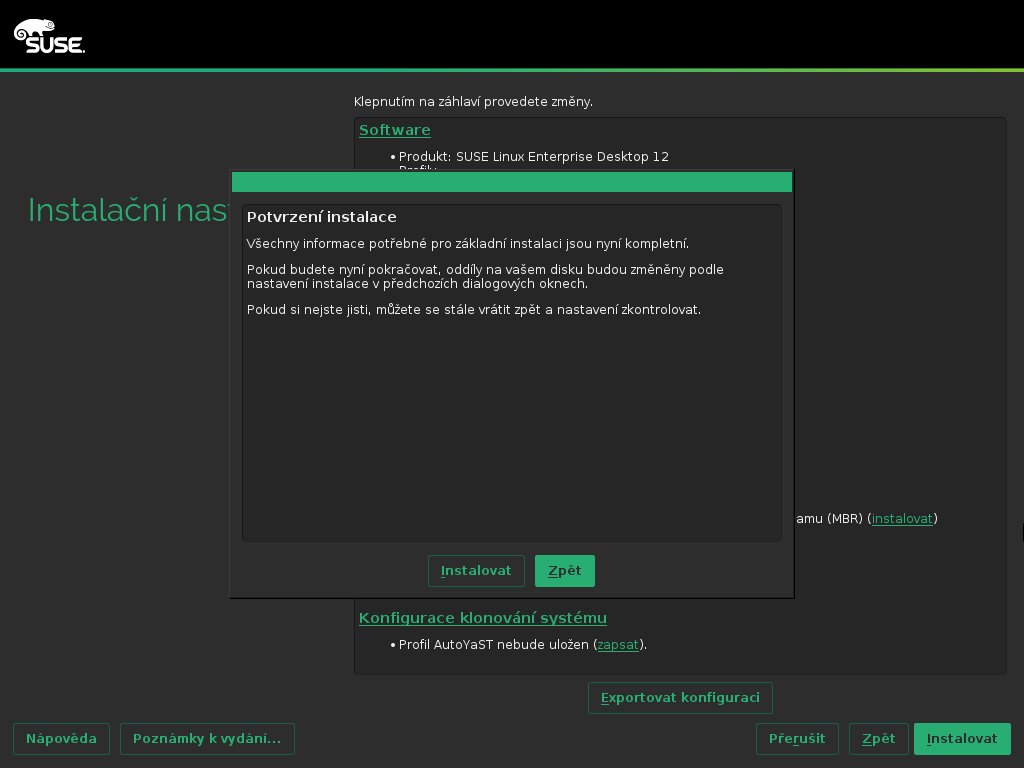 SUSE
Klepnutím na záhlaví provedete změny.
Software
• Produkt: SUSE Linux Enterprise Desktop 12
Instalační
Potvrzení instalace
Všechny informace potřebné pro základní instalaci jsou nyní kompletní.
Pokud budete nyní pokračovat, oddíly na vašem disku budou změněny podle
nastavení instalace v předchozích dialogových oknech.
Pokud si nejste jisti, můžete se stále vrátit zpět a nastavení zkontrolovat.
(MBR) (instalovat)
Instalovat Zpět
Konfigurace klonování systému
• Profil AutoYaST nebude uložen (zapsat).
Exportovat konfiguraci
Nápověda Poznámky k vydání... Přerušit Zpět Instalovat